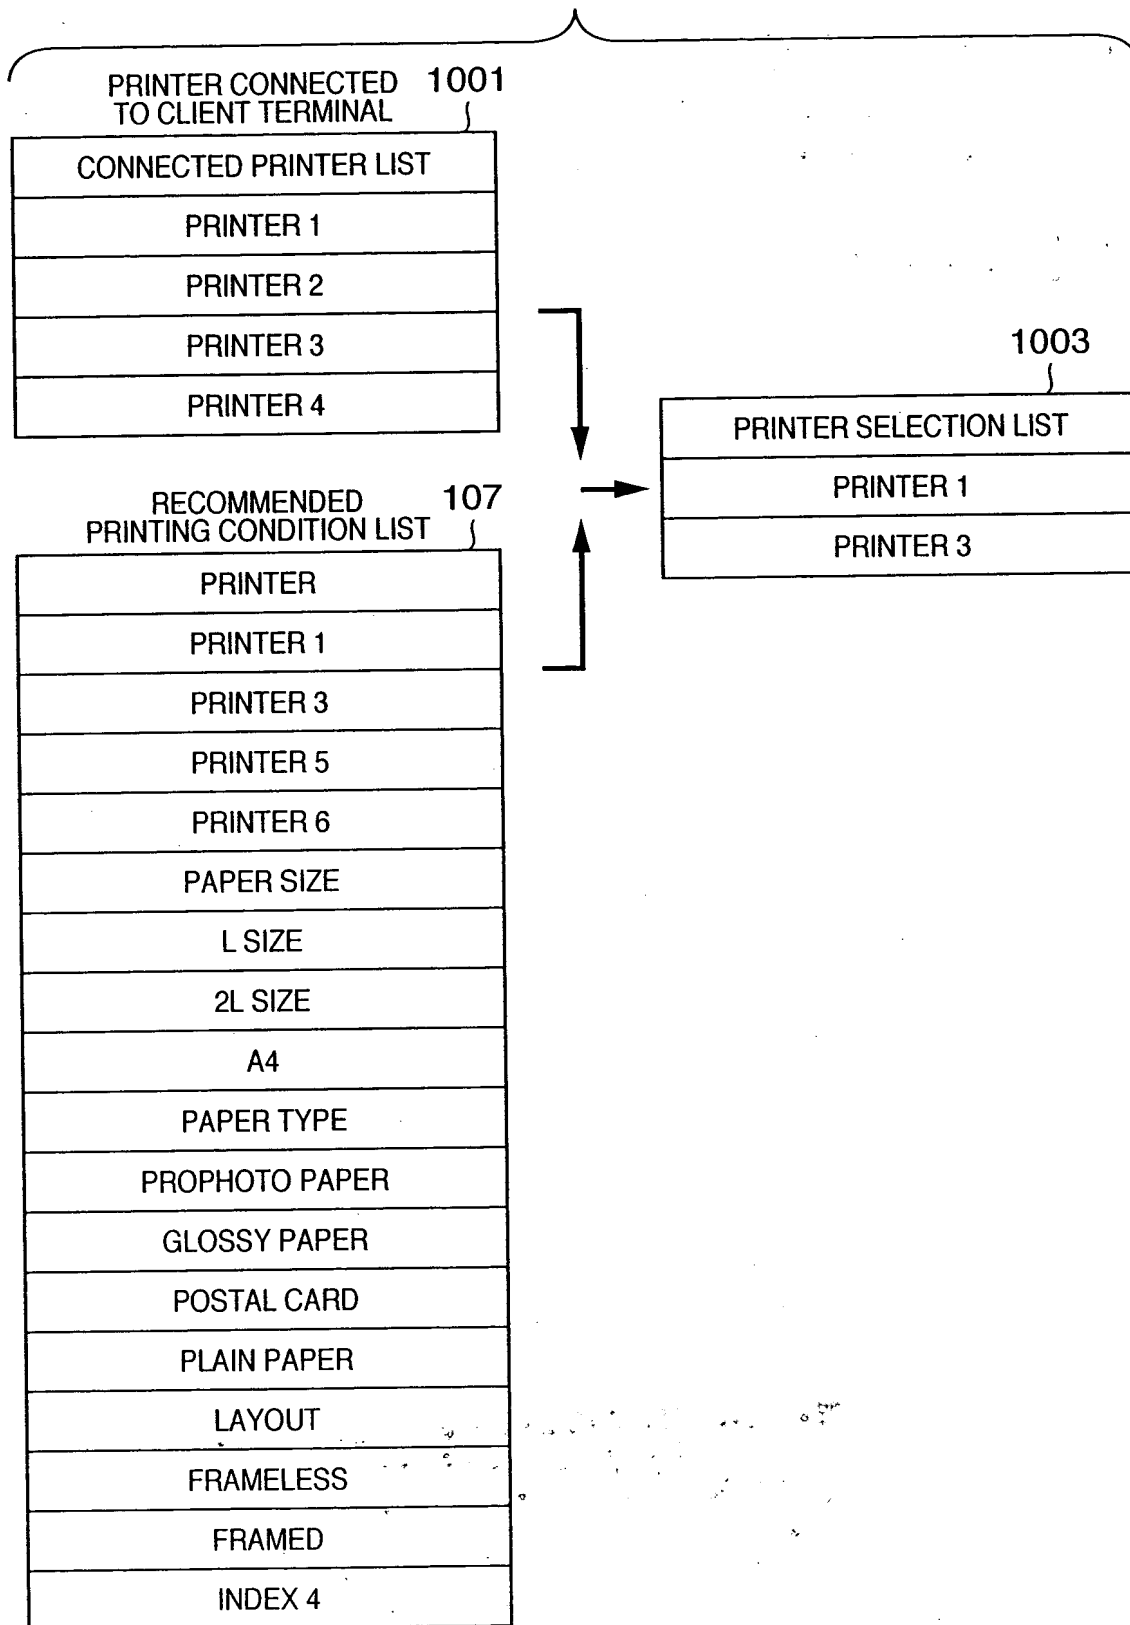 PRINTER CONNECTED
TO CLIENT TERMINAL
1001
CONNECTED PRINTER LIST
PRINTER 1
PRINTER 2
PRINTER 3
PRINTER 4
RECOMMENDED
PRINTING CONDITION LIST
107
PRINTER
PRINTER 1
PRINTER 3
PRINTER 5
PRINTER 6
PAPER SIZE
L SIZE
2L SIZE
A4
PAPER TYPE
PROPHOTO PAPER
GLOSSY PAPER
POSTAL CARD
PLAIN PAPER
LAYOUT
FRAMELESS
FRAMED
INDEX 4
1003
PRINTER SELECTION LIST
PRINTER 1
PRINTER 3